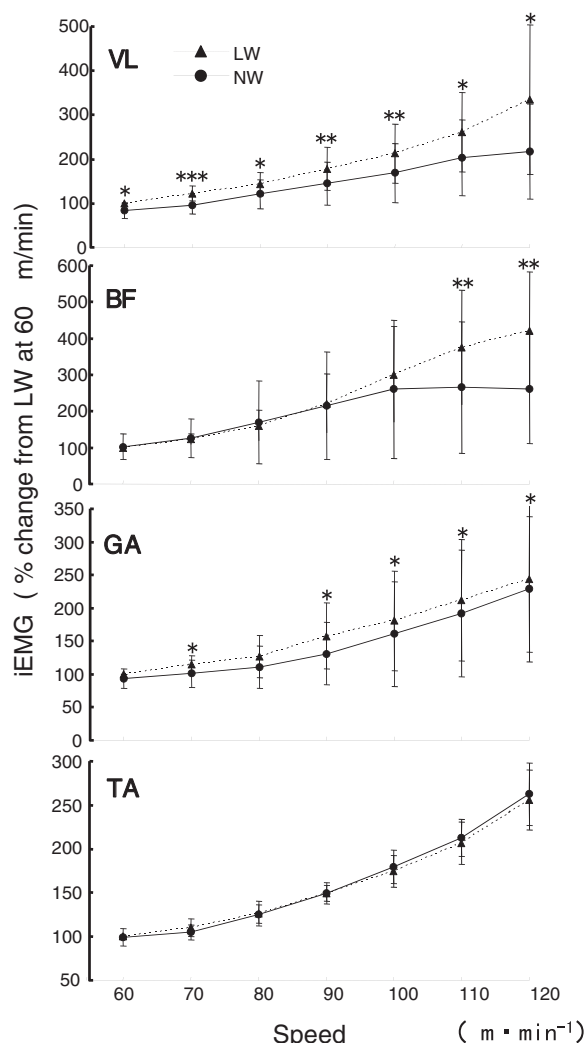 500
VL
LW
NW
400
300
200
100
0
* *** * ** ** * *
600
BF
500
400
300
200
100
0
** **
350
GA
300
250
200
150
100
50
0
* * * * *
300
TA
250
200
150
100
50
60 70 80 90 100 110 120
Speed ( m・min⁻¹)
iEMG ( % change from LW at 60 m/min)